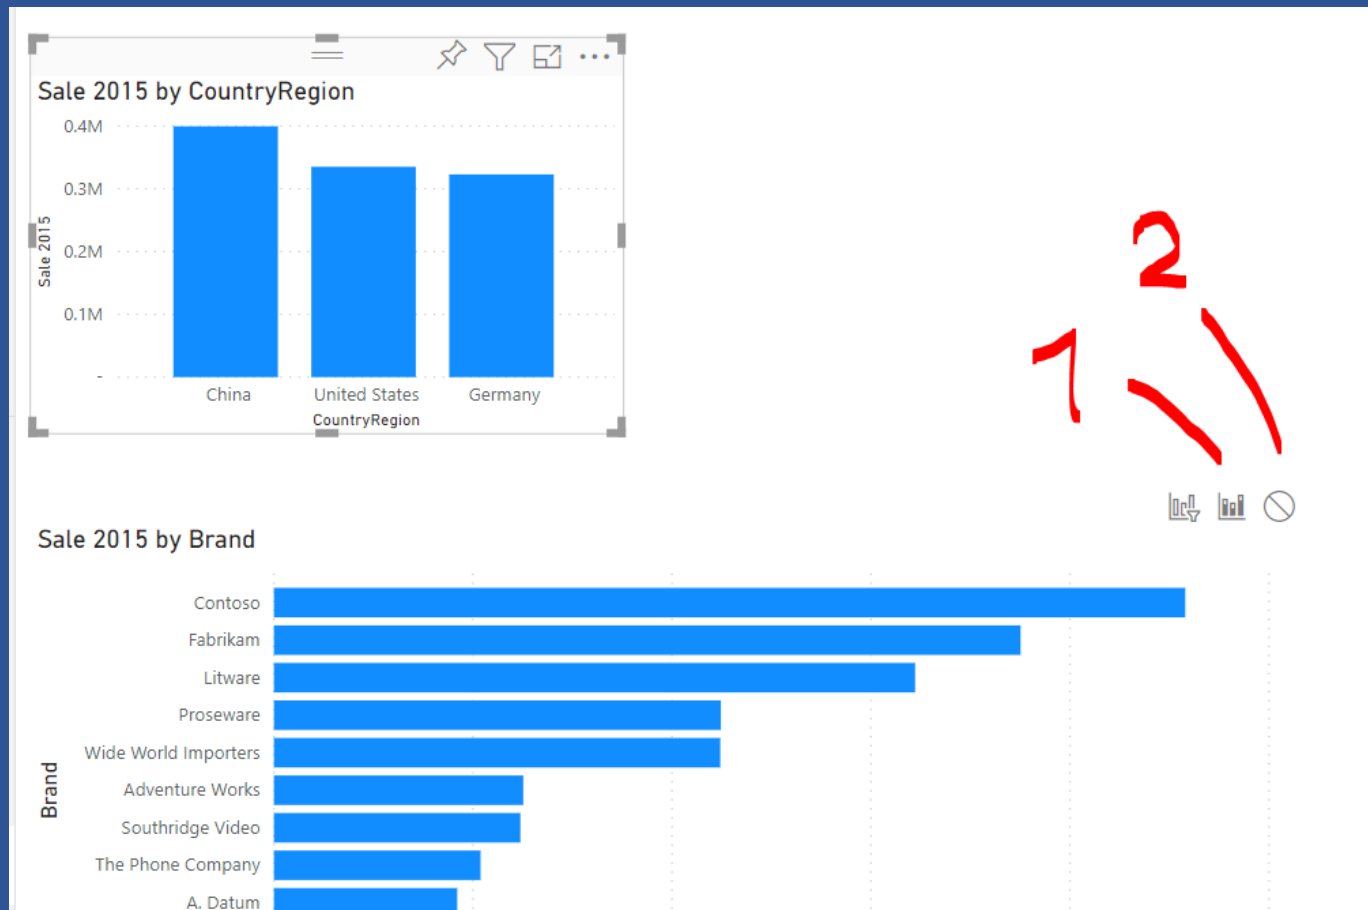 Sale 2015 by CountryRegion
0.4M
0.3M
0.2M
0.1M
-
Sale 2015
China United States Germany
CountryRegion
2
1
Sale 2015 by Brand
Contoso
Fabrikam
Litware
Proseware
Wide World Importers
Adventure Works
Southridge Video
The Phone Company
A. Datum
Brand